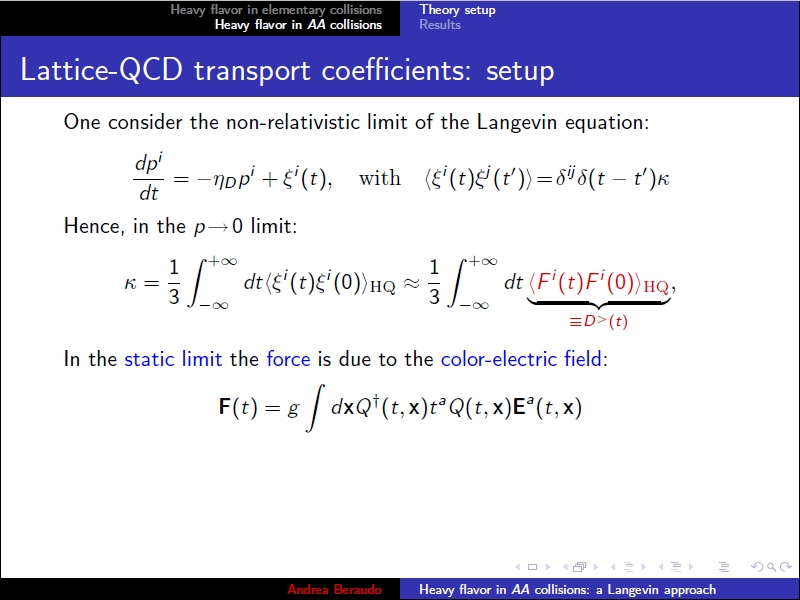 Heavy flavor in elementary collisions
Heavy flavor in AA collisions
Theory setup
Results
Lattice-QCD transport coefficients: setup
One consider the non-relativistic limit of the Langevin equation:
dp^i/dt = −η_D p^i + ξ^i(t), with ⟨ξ^i(t)ξ^j(t′)⟩=δ^{ij}δ(t − t′)κ
Hence, in the p→0 limit:
κ = 1/3 ∫_{−∞}^{+∞} dt⟨ξ^i(t)ξ^i(0)⟩_HQ ≈ 1/3 ∫_{−∞}^{+∞} dt ⟨F^i(t)F^i(0)⟩_HQ,
≡D^>(t)
In the static limit the force is due to the color-electric field:
F(t) = g ∫ dxQ†(t, x)t^a Q(t, x)E^a(t, x)
Andrea Beraudo
Heavy flavor in AA collisions: a Langevin approach